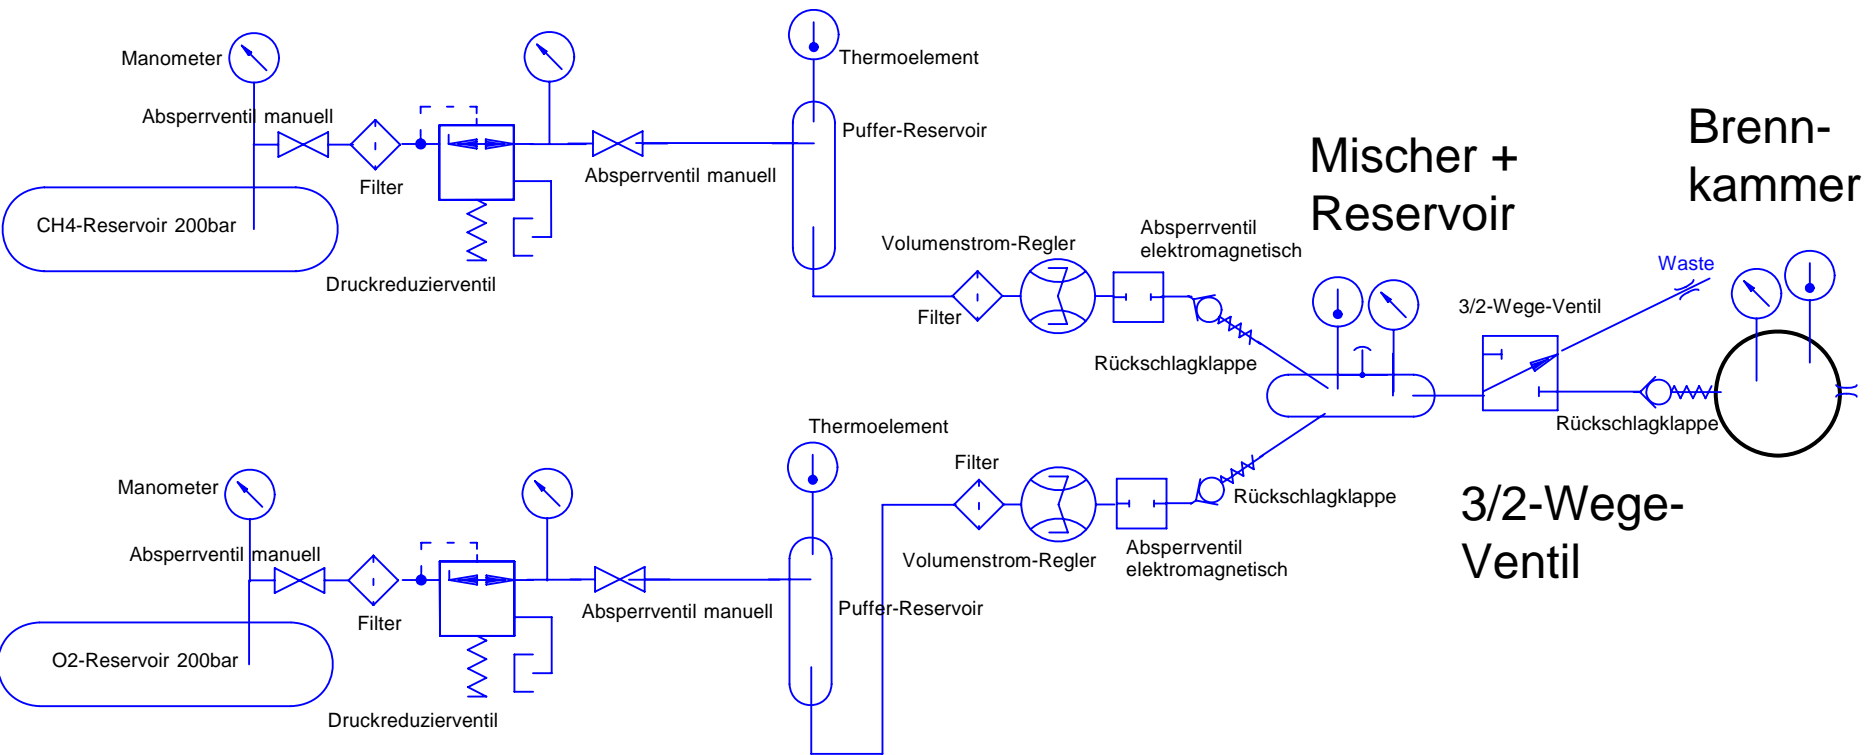 Manometer
Thermoelement
Absperrventil manuell
Puffer-Reservoir
Absperrventil manuell
Filter
CH4-Reservoir 200bar
Druckreduzierventil
Brenn-
kammer
Mischer +
Reservoir
Volumenstrom-Regler
Absperrventil
elektromagnetisch
Filter
Waste
3/2-Wege-Ventil
Rückschlagklappe
Rückschlagklappe
Thermoelement
Manometer
Filter
Rückschlagklappe
3/2-Wege-
Ventil
Absperrventil manuell
Volumenstrom-Regler
Absperrventil
elektromagnetisch
Absperrventil manuell
Puffer-Reservoir
Filter
O2-Reservoir 200bar
Druckreduzierventil